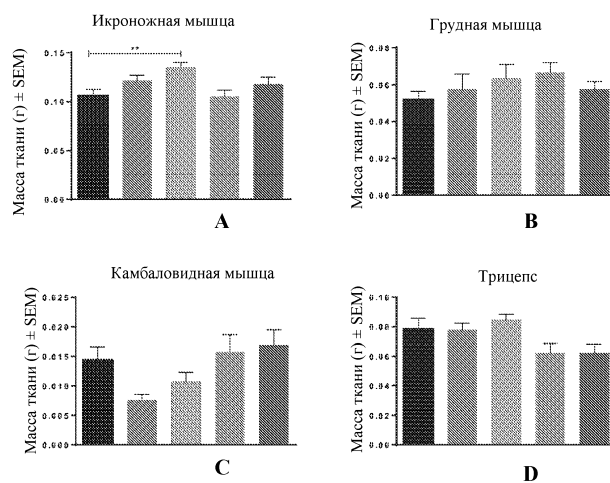 Икроножная мышца
Масса ткани (г) ± SEM
0.15
0.10
0.05
0.00
**
A
Грудная мышца
Масса ткани (г) ± SEM
0.08
0.06
0.04
0.02
0.00
B
Камбаловидная мышца
Масса ткани (г) ± SEM
0.025
0.020
0.015
0.010
0.005
0.000
C
Трицепс
Масса ткани (г) ± SEM
0.10
0.08
0.06
0.04
0.02
0.00
D